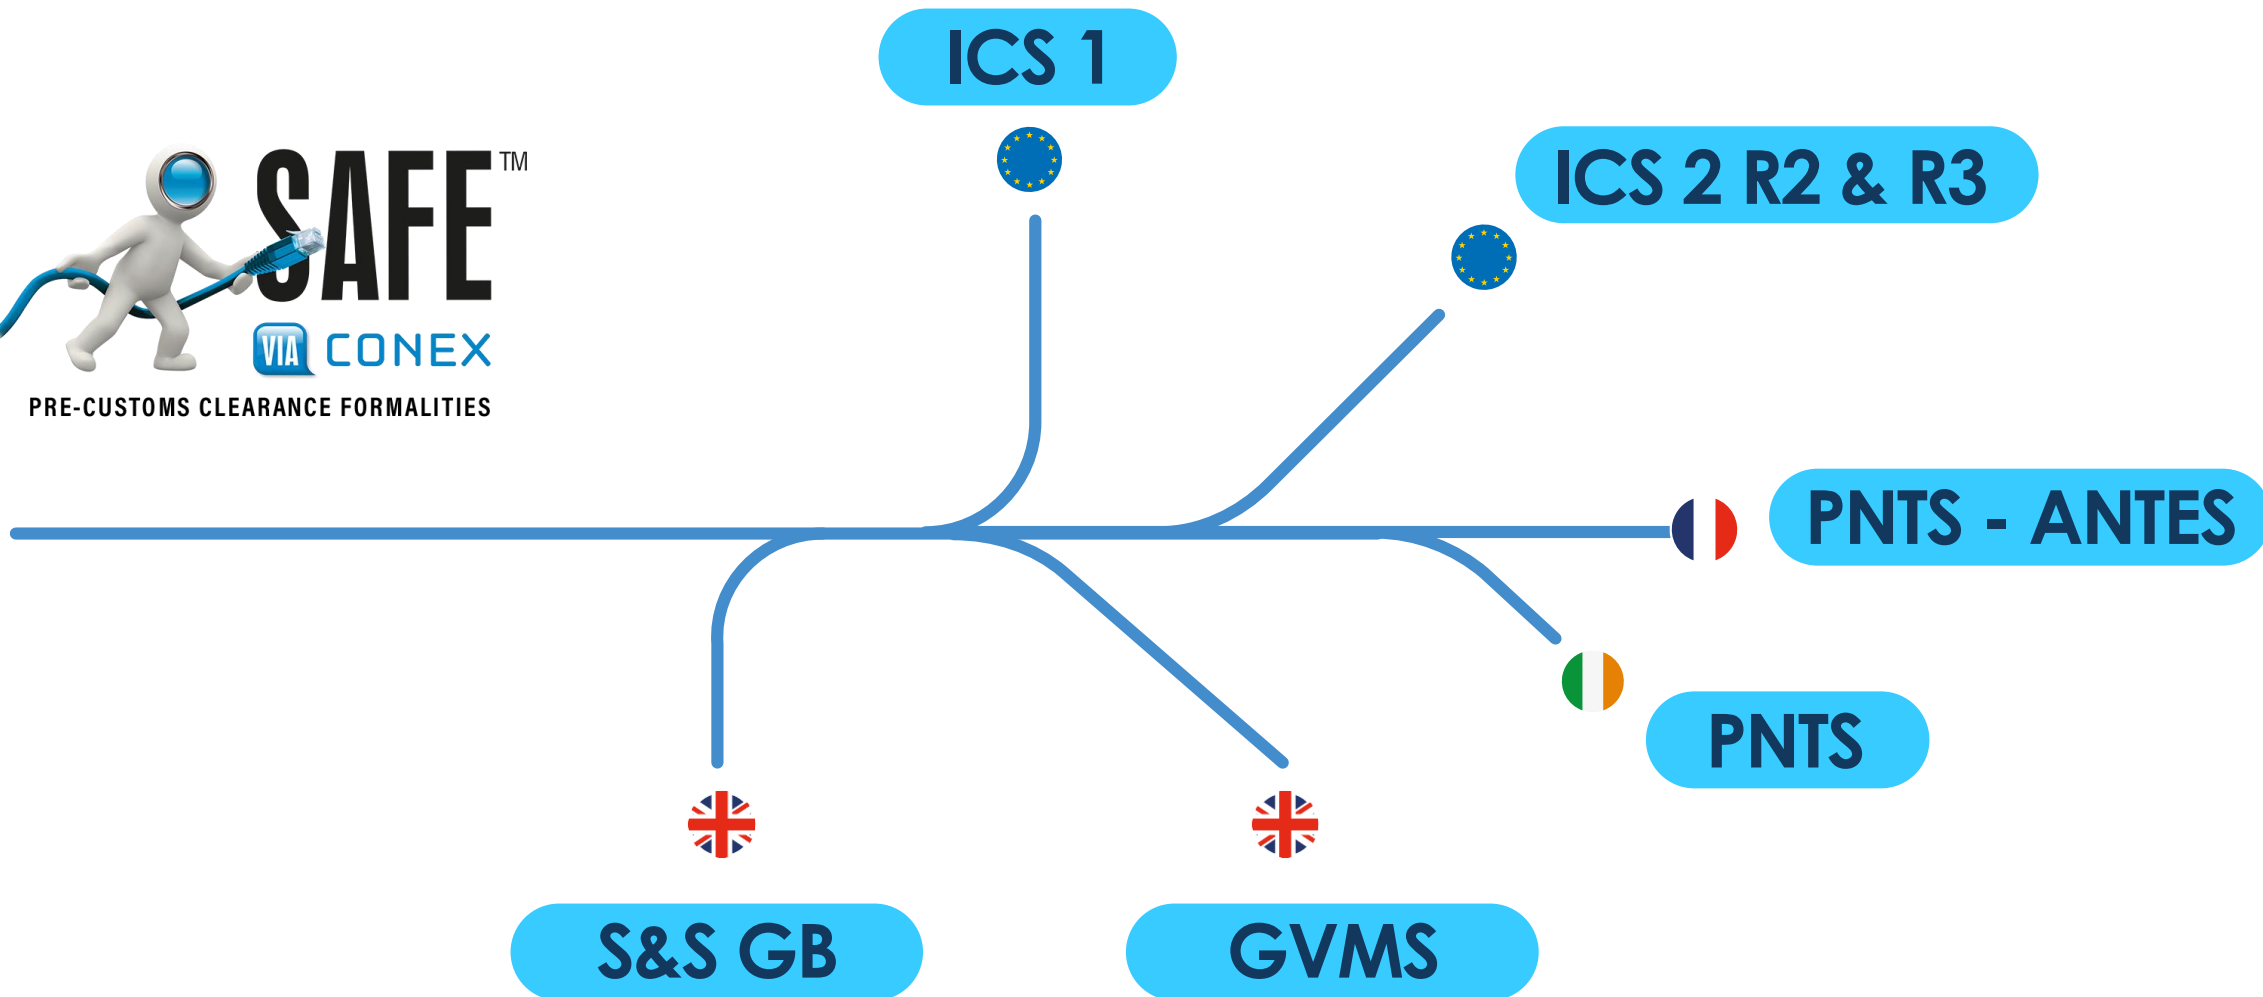 ICS 1
SAFE™
VIA CONEX
PRE-CUSTOMS CLEARANCE FORMALITIES
ICS 2 R2 & R3
PNTS - ANTES
PNTS
S&S GB
GVMS